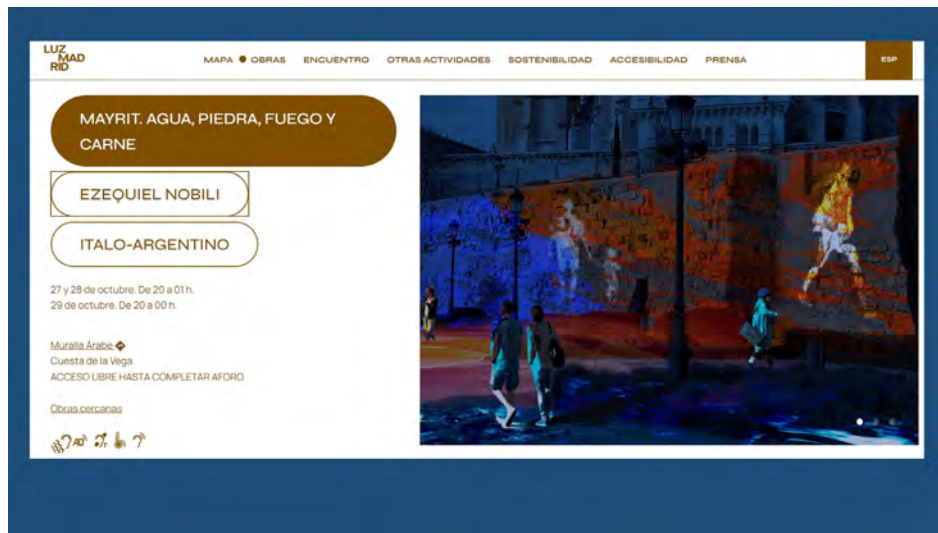 LUZ
MAD
RID
MAPA OBRAS ENCUENTRO OTRAS ACTIVIDADES SOSTENIBILIDAD ACCESIBILIDAD PRENSA
ESP
MAYRIT. AGUA, PIEDRA, FUEGO Y
CARNE
EZEQUIEL NOBILI
ITALO-ARGENTINO
27 y 28 de octubre. De 20 a 01 h.
29 de octubre. De 20 a 00 h.
Muralla Árabe
Cuesta de la Vega.
ACCESO LIBRE HASTA COMPLETAR AFORO
Obras cercanas
AD